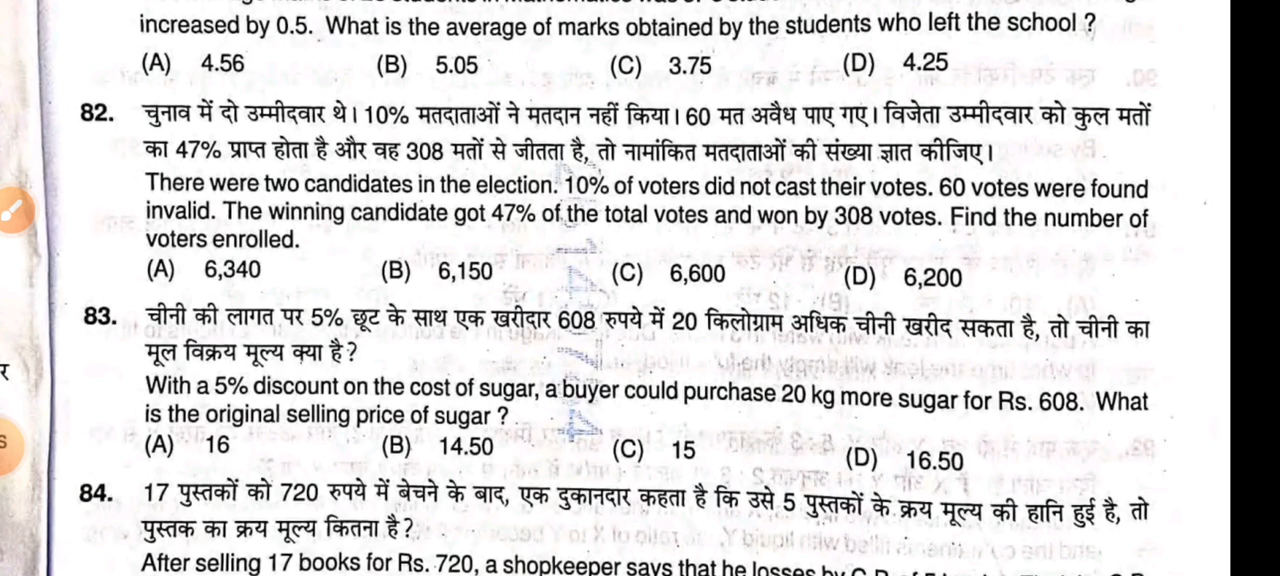 increased by 0.5. What is the average of marks obtained by the students who left the school ?
(A) 4.56 (B) 5.05 (C) 3.75 (D) 4.25
82. चुनाव में दो उम्मीदवार थे। 10% मतदाताओं ने मतदान नहीं किया। 60 मत अवैध पाए गए। विजेता उम्मीदवार को कुल मतों
का 47% प्राप्त होता है और वह 308 मतों से जीतता है, तो नामांकित मतदाताओं की संख्या ज्ञात कीजिए।
There were two candidates in the election. 10% of voters did not cast their votes. 60 votes were found
invalid. The winning candidate got 47% of the total votes and won by 308 votes. Find the number of
voters enrolled.
(A) 6,340 (B) 6,150 (C) 6,600 (D) 6,200
83. चीनी की लागत पर 5% छूट के साथ एक खरीदार 608 रुपये में 20 किलोग्राम अधिक चीनी खरीद सकता है, तो चीनी का
मूल विक्रय मूल्य क्या है ?
With a 5% discount on the cost of sugar, a buyer could purchase 20 kg more sugar for Rs. 608. What
is the original selling price of sugar ?
(A) 16 (B) 14.50 (C) 15 (D) 16.50
84. 17 पुस्तकों को 720 रुपये में बेचने के बाद, एक दुकानदार कहता है कि उसे 5 पुस्तकों के क्रय मूल्य की हानि हुई है, तो
पुस्तक का क्रय मूल्य कितना है ?
After selling 17 books for Rs. 720, a shopkeeper says that he losses by